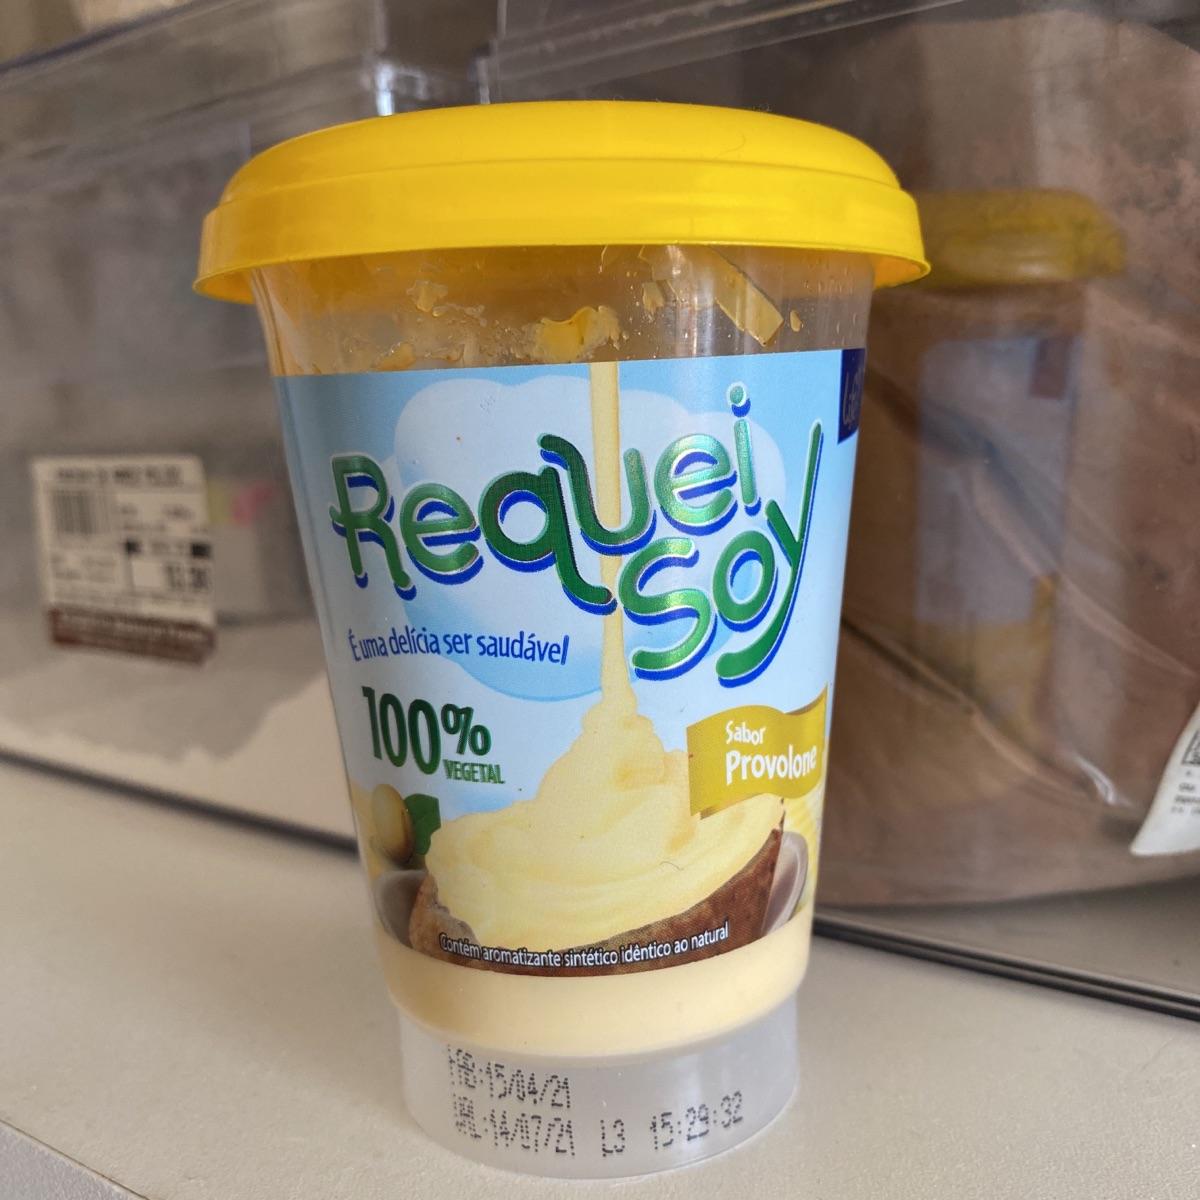 Requei
Soy
É uma delícia ser saudável
100%
VEGETAL
Sabor
Provolone
Contém aromatizante sintético idêntico ao natural
FAB:15/04/21
VAL:14/07/21 L3 15:29:32